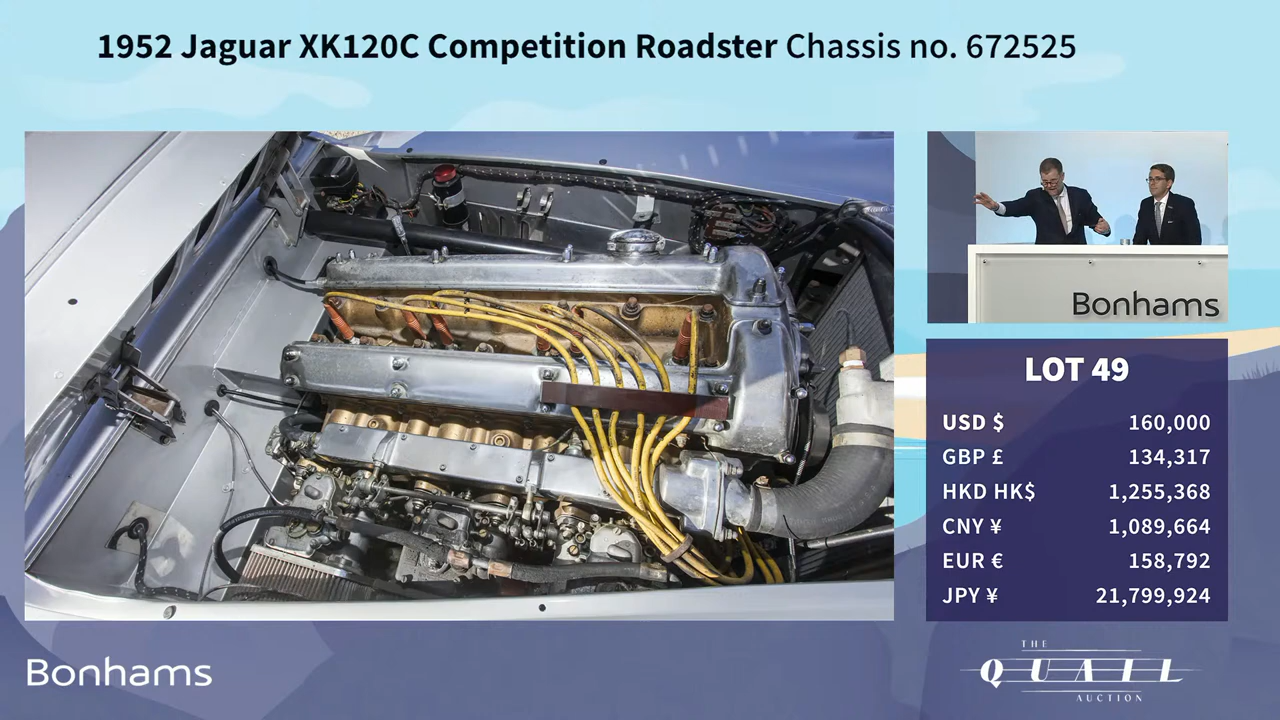 1952 Jaguar XK120C Competition Roadster Chassis no. 672525
Bonhams
LOT 49
USD $ 160,000
GBP £ 134,317
HKD HK$ 1,255,368
CNY ¥ 1,089,664
EUR € 158,792
JPY ¥ 21,799,924
Bonhams
THE
QUAIL
AUCTION